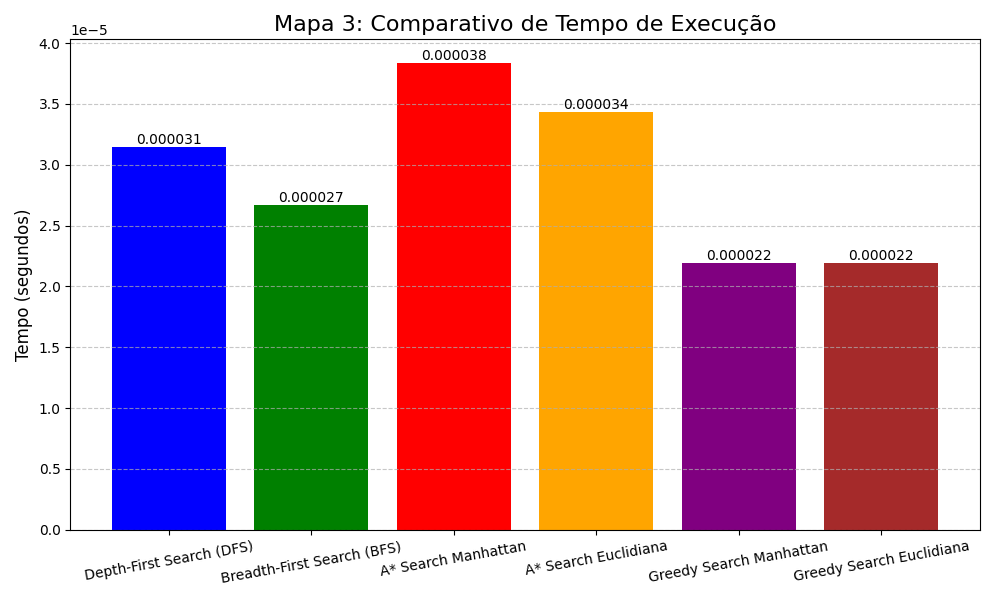 Mapa 3: Comparativo de Tempo de Execução
1e−5
4.0
3.5
3.0
2.5
2.0
1.5
1.0
0.5
0.0
Tempo (segundos)
0.000031
0.000027
0.000038
0.000034
0.000022
0.000022
Depth-First Search (DFS)
Breadth-First Search (BFS)
A* Search Manhattan
A* Search Euclidiana
Greedy Search Manhattan
Greedy Search Euclidiana